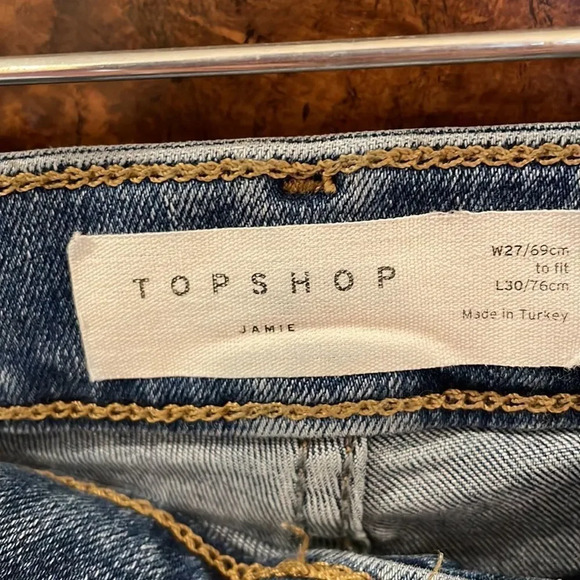 TOPSHOP
JAMIE
W27/69cm
to fit
L30/76cm
Made in Turkey